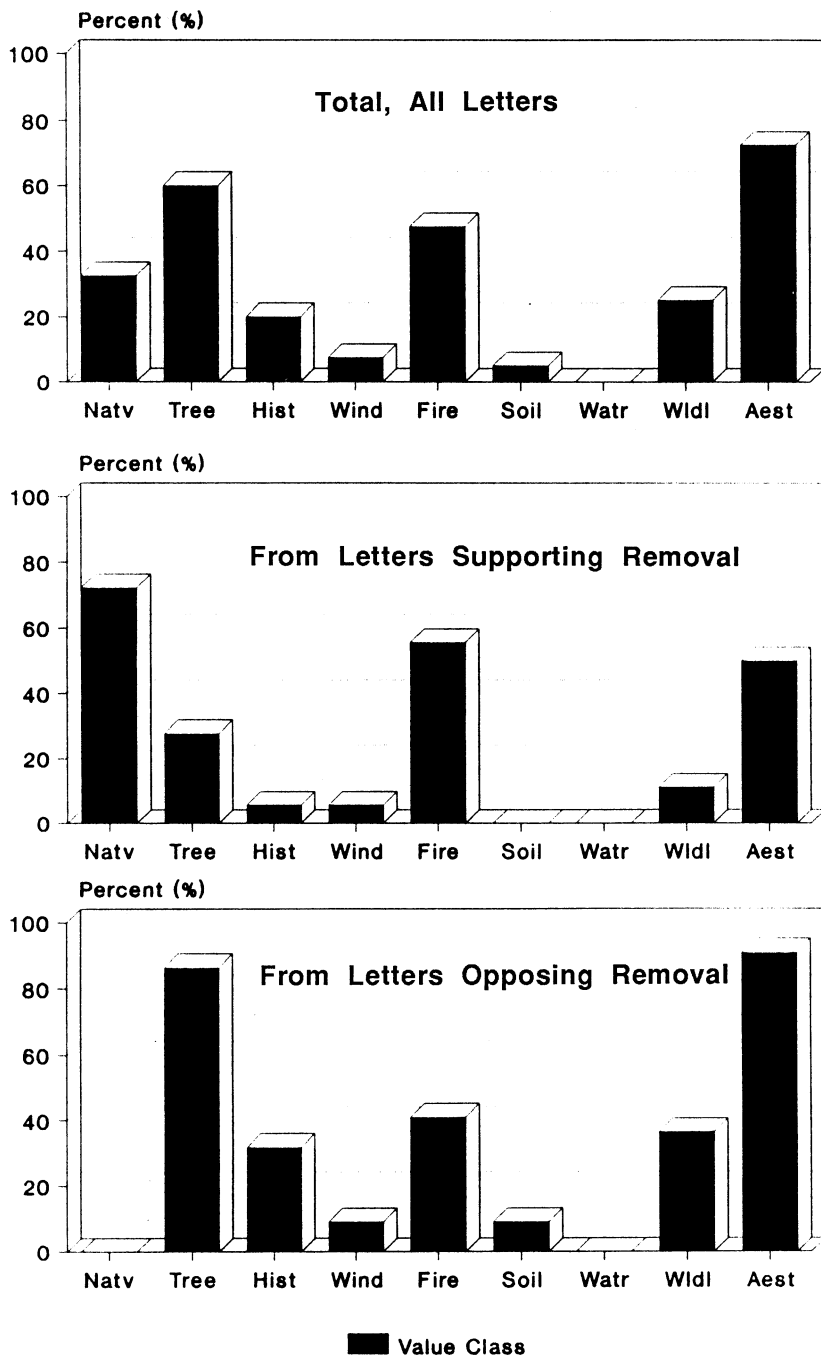 Percent (%)
100
80
60
40
20
0
Total, All Letters
Natv Tree Hist Wind Fire Soil Watr Wldl Aest
Percent (%)
100
80
60
40
20
0
From Letters Supporting Removal
Natv Tree Hist Wind Fire Soil Watr Wldl Aest
Percent (%)
100
80
60
40
20
0
From Letters Opposing Removal
Natv Tree Hist Wind Fire Soil Watr Wldl Aest
Value Class